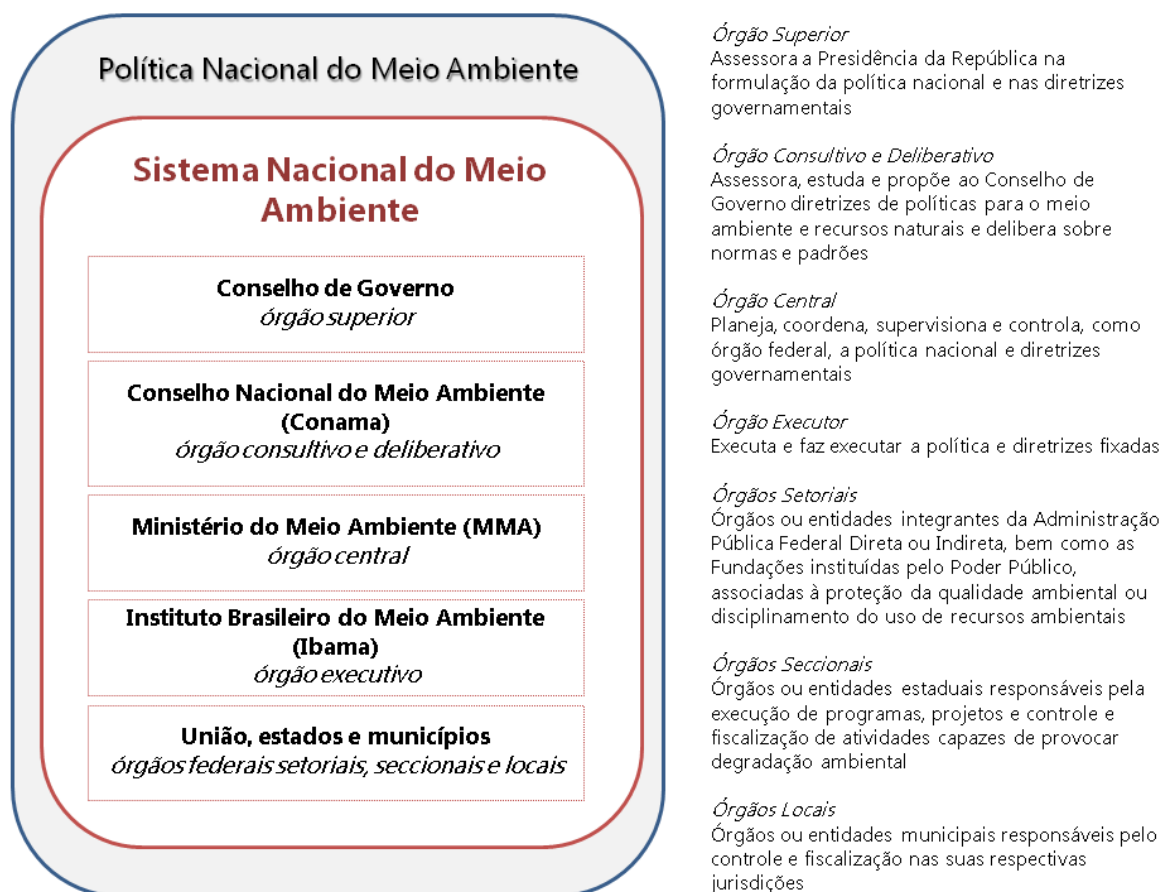 Política Nacional do Meio Ambiente
Sistema Nacional do Meio
Ambiente
Conselho de Governo
órgão superior
Conselho Nacional do Meio Ambiente
(Conama)
órgão consultivo e deliberativo
Ministério do Meio Ambiente (MMA)
órgão central
Instituto Brasileiro do Meio Ambiente
(Ibama)
órgão executivo
União, estados e municípios
órgãos federais setoriais, seccionais e locais
Órgão Superior
Assessora a Presidência da República na
formulação da política nacional e nas diretrizes
governamentais
Órgão Consultivo e Deliberativo
Assessora, estuda e propõe ao Conselho de
Governo diretrizes de políticas para o meio
ambiente e recursos naturais e delibera sobre
normas e padrões
Órgão Central
Planeja, coordena, supervisiona e controla, como
órgão federal, a política nacional e diretrizes
governamentais
Órgão Executor
Executa e faz executar a política e diretrizes fixadas
Órgãos Setoriais
Órgãos ou entidades integrantes da Administração
Pública Federal Direta ou Indireta, bem como as
Fundações instituídas pelo Poder Público,
associadas à proteção da qualidade ambiental ou
disciplinamento do uso de recursos ambientais
Órgãos Seccionais
Órgãos ou entidades estaduais responsáveis pela
execução de programas, projetos e controle e
fiscalização de atividades capazes de provocar
degradação ambiental
Órgãos Locais
Órgãos ou entidades municipais responsáveis pelo
controle e fiscalização nas suas respectivas
jurisdições